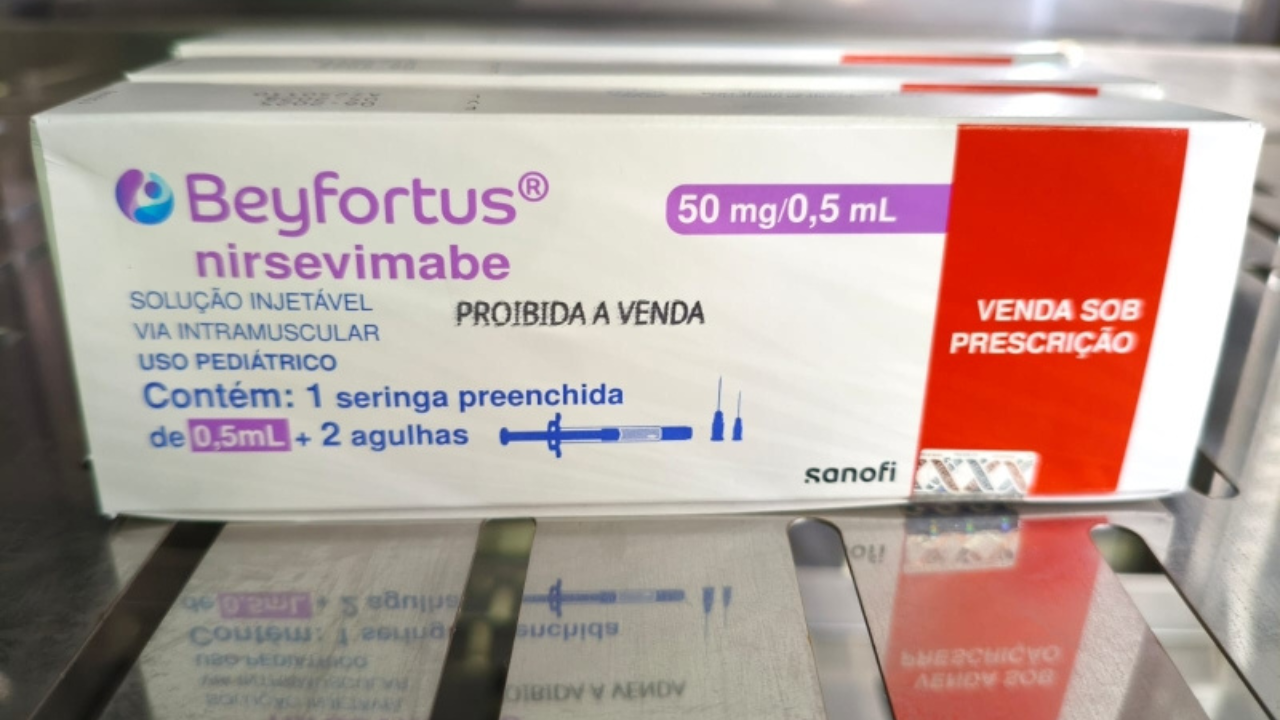 Beyfortus®
nirsevimabe
50 mg/0,5 mL
SOLUÇÃO INJETÁVEL
VIA INTRAMUSCULAR
USO PEDIÁTRICO
PROIBIDA A VENDA
Contém: 1 seringa preenchida
de 0,5mL + 2 agulhas
VENDA SOB
PRESCRIÇÃO
sanofi